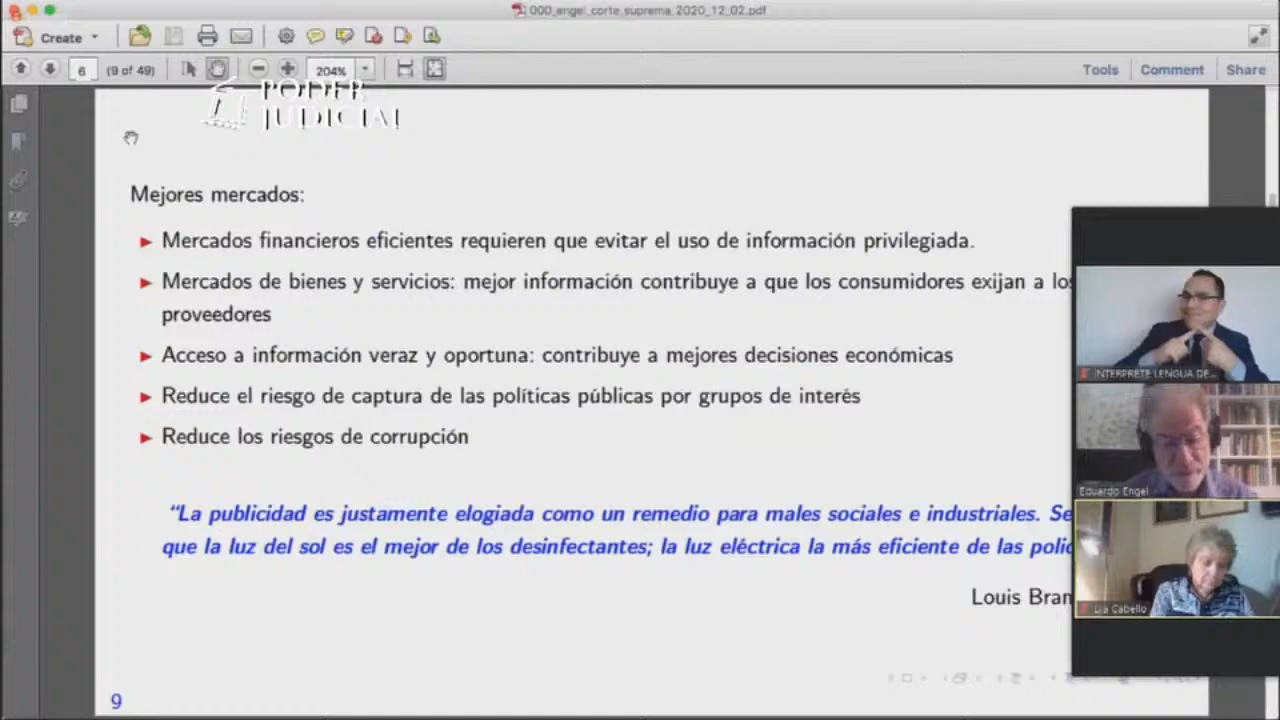 000_engel_corte_suprema_2020_12_02.pdf
Create
6 (9 of 49) 204% Tools Comment Share
PODER
JUDICIAL
Mejores mercados:
Mercados financieros eficientes requieren que evitar el uso de información privilegiada.
Mercados de bienes y servicios: mejor información contribuye a que los consumidores exijan a los
proveedores
Acceso a información veraz y oportuna: contribuye a mejores decisiones económicas
Reduce el riesgo de captura de las políticas públicas por grupos de interés
Reduce los riesgos de corrupción
“La publicidad es justamente elogiada como un remedio para males sociales e industriales. Se
que la luz del sol es el mejor de los desinfectantes; la luz eléctrica la más eficiente de las polic
Louis Bran
9
INTERPRETE LENGUA DE...
Eduardo Engel
Lya Cabello